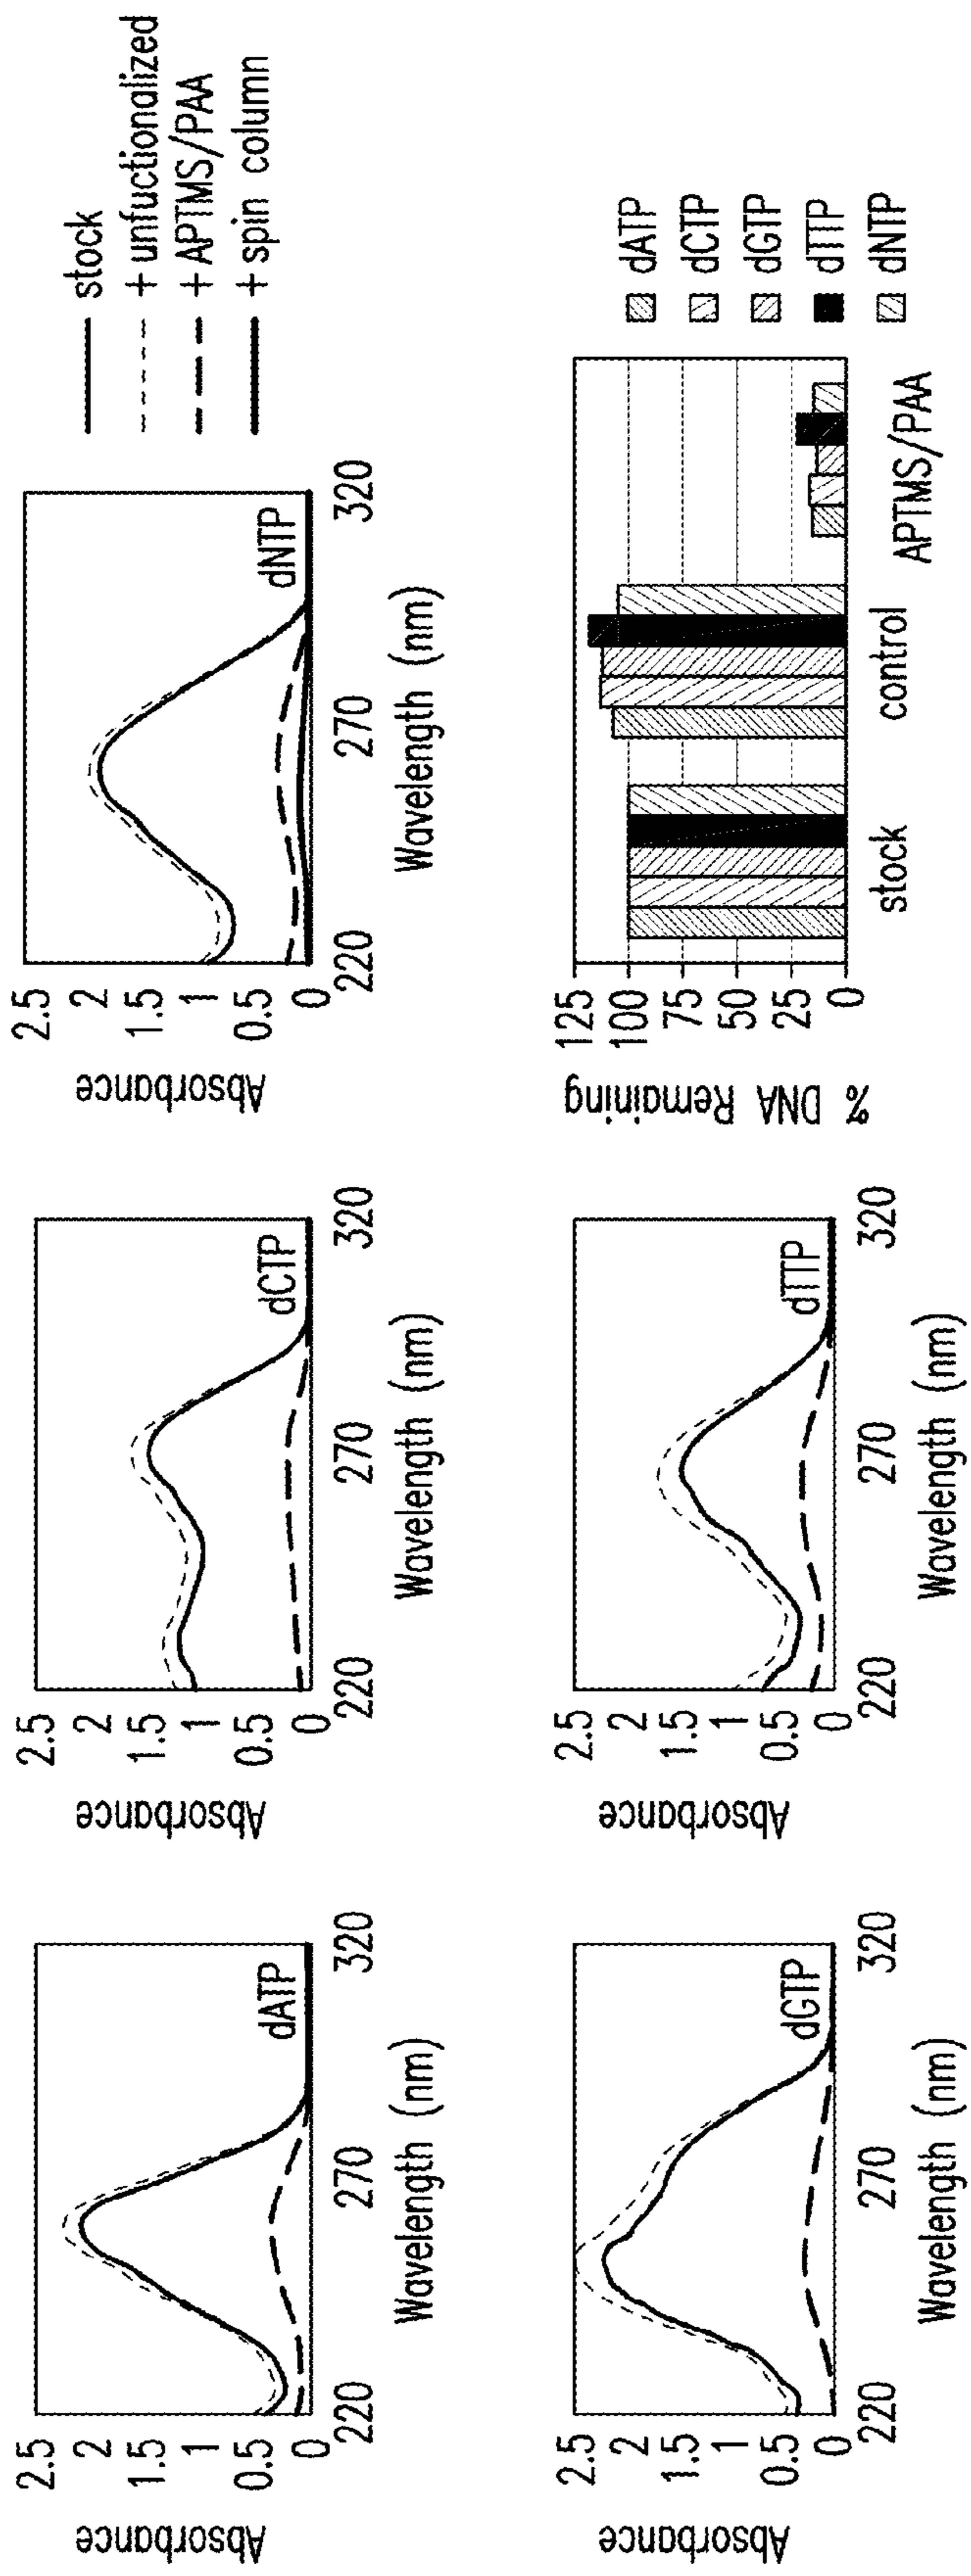 2.5
2
1.5
1
0.5
0
Absorbance
dATP
220
270
320
Wavelength (nm)
2.5
2
1.5
1
0.5
0
Absorbance
dCTP
220
270
320
Wavelength (nm)
2.5
2
1.5
1
0.5
0
Absorbance
dNTP
220
270
320
Wavelength (nm)
stock
+ unfuctionalized
+ APTMS/PAA
+ spin column
2.5
2
1.5
1
0.5
0
Absorbance
dGTP
220
270
320
Wavelength (nm)
2.5
2
1.5
1
0.5
0
Absorbance
dTTP
220
270
320
Wavelength (nm)
125
100
75
50
25
0
% DNA Remaining
stock
control
APTMS/PAA
dATP
dCTP
dGTP
dTTP
dNTP